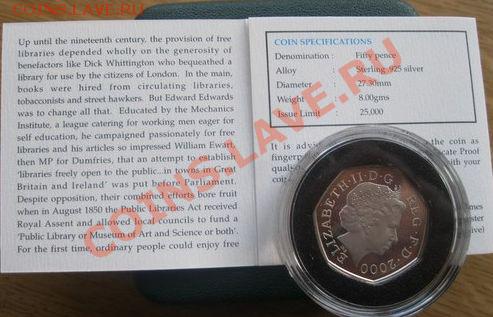 COINSS.LAVE.RU
Up until the nineteenth century, the provision of free
libraries depended wholly on the generosity of
benefactors like Dick Whittington who bequeathed a
library for use by the citizens of London. In the main,
books were hired from circulating libraries,
tobacconists and street hawkers. But Edward Edwards
was to change all that. Educated by the Mechanics
Institute, a league catering for working men eager for
self education, he campaigned passionately for free
libraries and his articles so impressed William Ewart,
then MP for Dumfries, that an attempt to establish
'libraries freely open to the public...in towns in
Britain and Ireland' was put before Parliament.
Despite opposition, their combined efforts bore fruit
when in August 1850 the Public Libraries Act received
Royal Assent and allowed local councils to fund a
'Public Library or Museum of Art and Science or both'.
For the first time, ordinary people could enjoy free
COIN SPECIFICATIONS
Denomination : Fifty pence
Alloy : Sterling .925 silver
Diameter : 27.30mm
Weight : 8.00gms
Issue Limit : 25,000
It is the coin as
cate Proof
with your
ELIZABETH·II·D·G REG·F·D·2000
COINSS.LAVE.RU